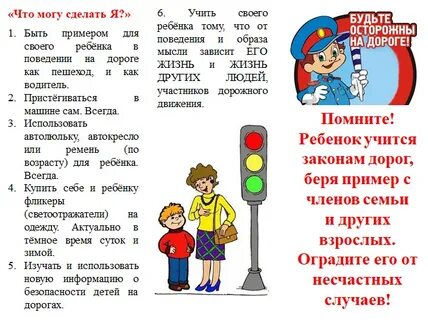 «Что могу сделать Я?»
1. Быть примером для
своего ребёнка в
поведении на дороге
как пешеход, и как
водитель.
2. Пристёгиваться в
машине сам. Всегда.
3. Использовать
автолюльку, автокресло
или ремень (по
возрасту) для ребёнка.
Всегда.
4. Купить себе и ребёнку
фликеры
(светоотражатели) на
одежду. Актуально в
тёмное время суток и
зимой.
5. Изучать и использовать
новую информацию о
безопасности детей на
дорогах.
6. Учить своего
ребёнка тому, что от
поведения и образа
мысли зависит ЕГО
ЖИЗНЬ и ЖИЗНЬ
ДРУГИХ ЛЮДЕЙ,
участников дорожного
движения.
БУДЬТЕ
ОСТОРОЖНЫ
НА ДОРОГЕ!
Помните!
Ребенок учится
законам дорог,
беря пример с
членов семьи
и других
взрослых.
Оградите его от
несчастных
случаев!